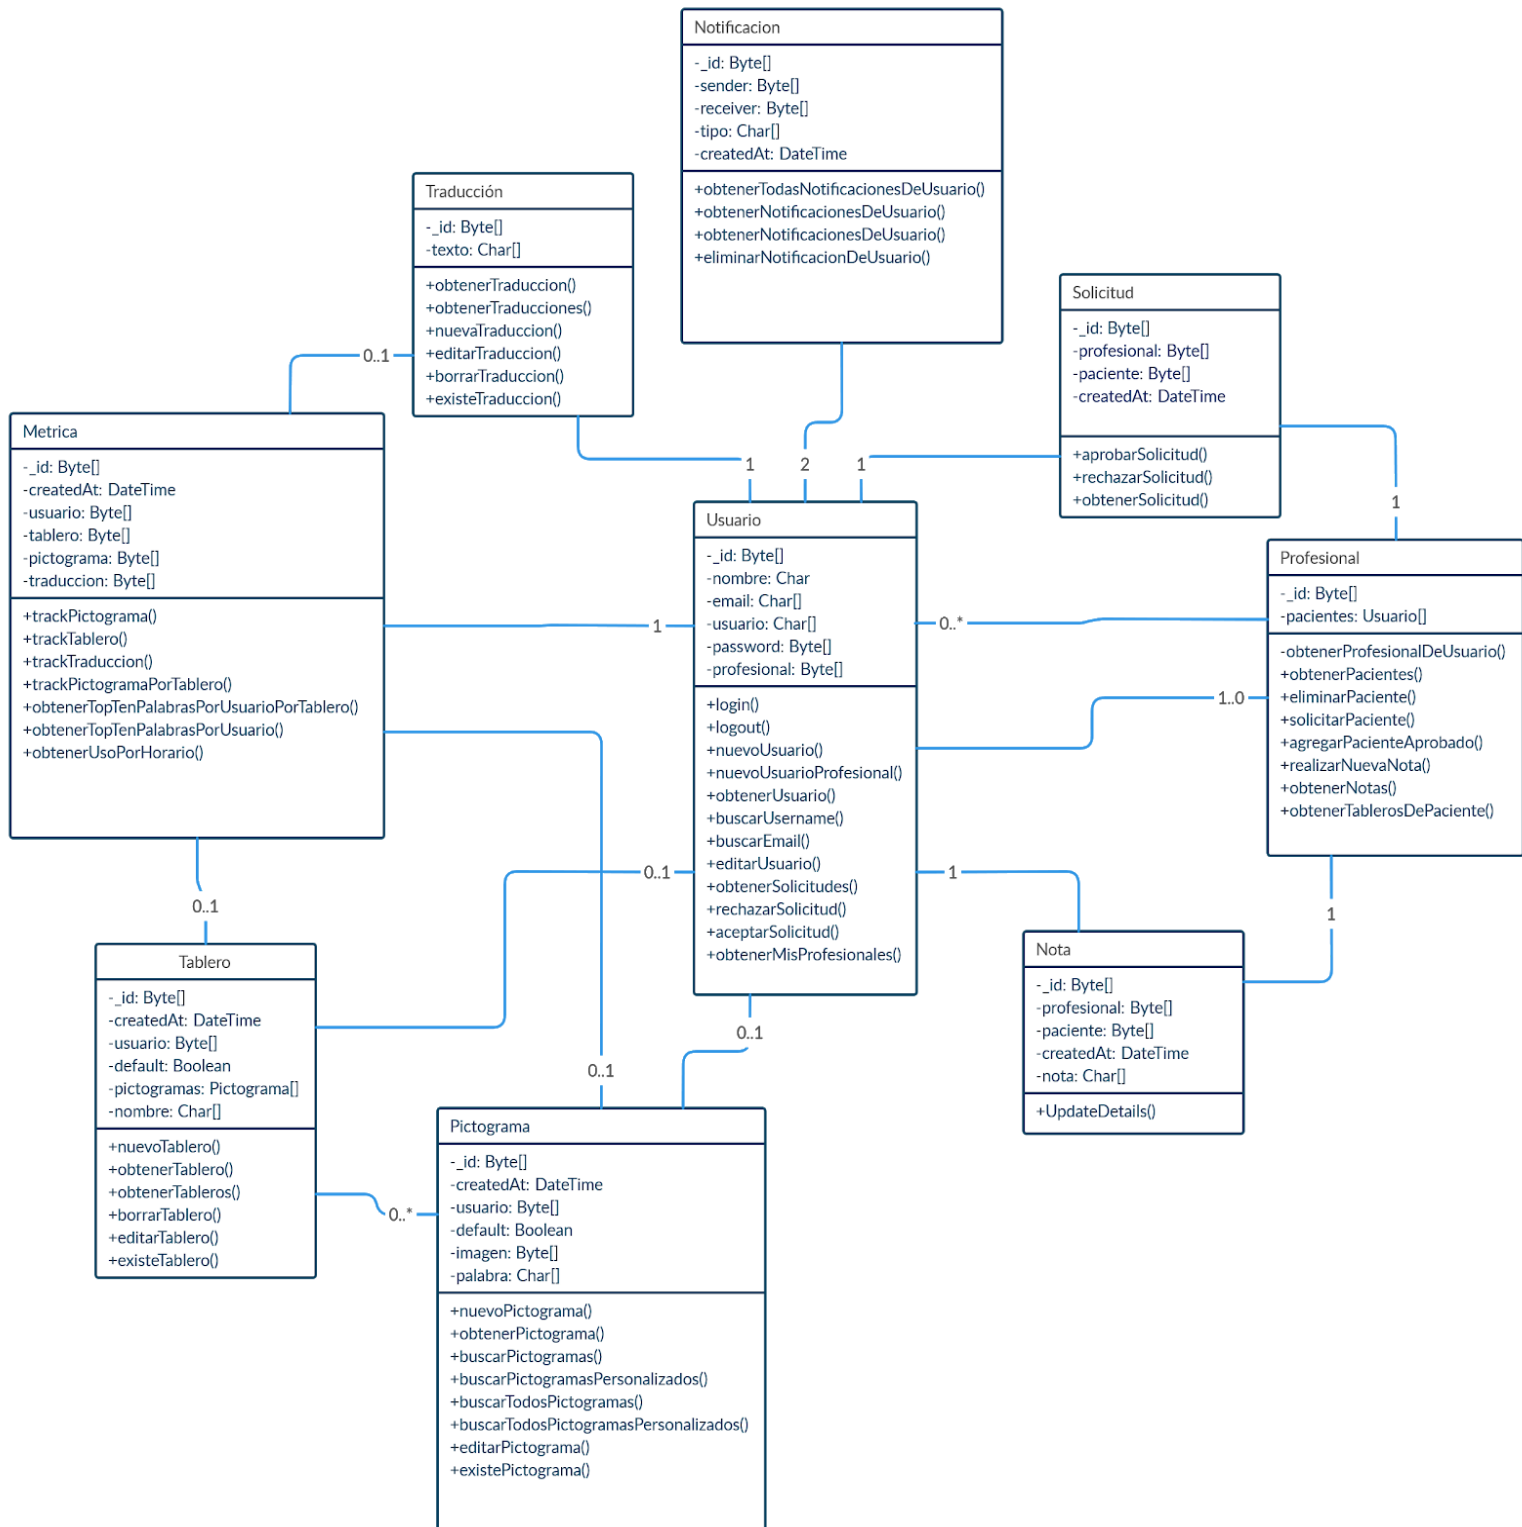 Notificacion
-_id: Byte[]
-sender: Byte[]
-receiver: Byte[]
-tipo: Char[]
-createdAt: DateTime
+obtenerTodasNotificacionesDeUsuario()
+obtenerNotificacionesDeUsuario()
+obtenerNotificacionesDeUsuario()
+eliminarNotificacionDeUsuario()
Traducción
-_id: Byte[]
-texto: Char[]
+obtenerTraduccion()
+obtenerTraducciones()
+nuevaTraduccion()
+editarTraduccion()
+borrarTraduccion()
+existeTraduccion()
Solicitud
-_id: Byte[]
-profesional: Byte[]
-paciente: Byte[]
-createdAt: DateTime
+aprobarSolicitud()
+rechazarSolicitud()
+obtenerSolicitud()
0..1
1
2
1
1
Metrica
-_id: Byte[]
-createdAt: DateTime
-usuario: Byte[]
-tablero: Byte[]
-pictograma: Byte[]
-traduccion: Byte[]
+trackPictograma()
+trackTablero()
+trackTraduccion()
+trackPictogramaPorTablero()
+obtenerTopTenPalabrasPorUsuarioPorTablero()
+obtenerTopTenPalabrasPorUsuario()
+obtenerUsoPorHorario()
1
Usuario
-_id: Byte[]
-nombre: Char
-email: Char[]
-usuario: Char[]
-password: Byte[]
-profesional: Byte[]
+login()
+logout()
+nuevoUsuario()
+nuevoUsuarioProfesional()
+obtenerUsuario()
+buscarUsername()
+buscarEmail()
+editarUsuario()
+obtenerSolicitudes()
+rechazarSolicitud()
+aceptarSolicitud()
+obtenerMisProfesionales()
0..*
1..0
Profesional
-_id: Byte[]
-pacientes: Usuario[]
-obtenerProfesionalDeUsuario()
+obtenerPacientes()
+eliminarPaciente()
+solicitarPaciente()
+agregarPacienteAprobado()
+realizarNuevaNota()
+obtenerNotas()
+obtenerTablerosDePaciente()
0..1
1
0..1
1
Tablero
-_id: Byte[]
-createdAt: DateTime
-usuario: Byte[]
-default: Boolean
-pictogramas: Pictograma[]
-nombre: Char[]
+nuevoTablero()
+obtenerTablero()
+obtenerTableros()
+borrarTablero()
+editarTablero()
+existeTablero()
Nota
-_id: Byte[]
-profesional: Byte[]
-paciente: Byte[]
-createdAt: DateTime
-nota: Char[]
+UpdateDetails()
0..1
0..1
0..*
Pictograma
-_id: Byte[]
-createdAt: DateTime
-usuario: Byte[]
-default: Boolean
-imagen: Byte[]
-palabra: Char[]
+nuevoPictograma()
+obtenerPictograma()
+buscarPictogramas()
+buscarPictogramasPersonalizados()
+buscarTodosPictogramas()
+buscarTodosPictogramasPersonalizados()
+editarPictograma()
+existePictograma()